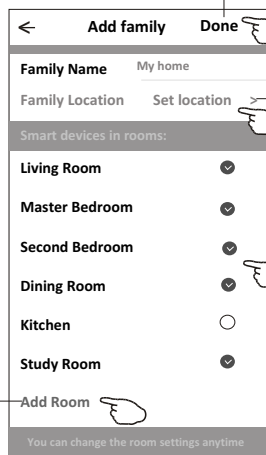 Add family Done
Family Name My home
Family Location Set location >
Smart devices in rooms:
Living Room
Master Bedroom
Second Bedroom
Dining Room
Kitchen
Study Room
Add Room
You can change the room settings anytime